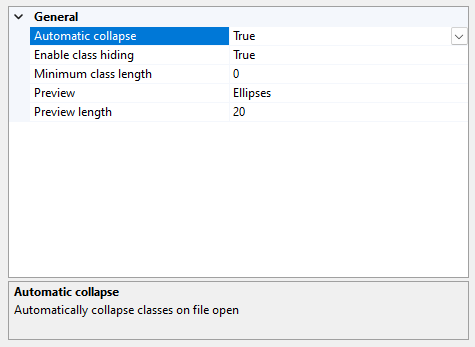 General
Automatic collapse True
Enable class hiding True
Minimum class length 0
Preview Ellipses
Preview length 20
Automatic collapse
Automatically collapse classes on file open